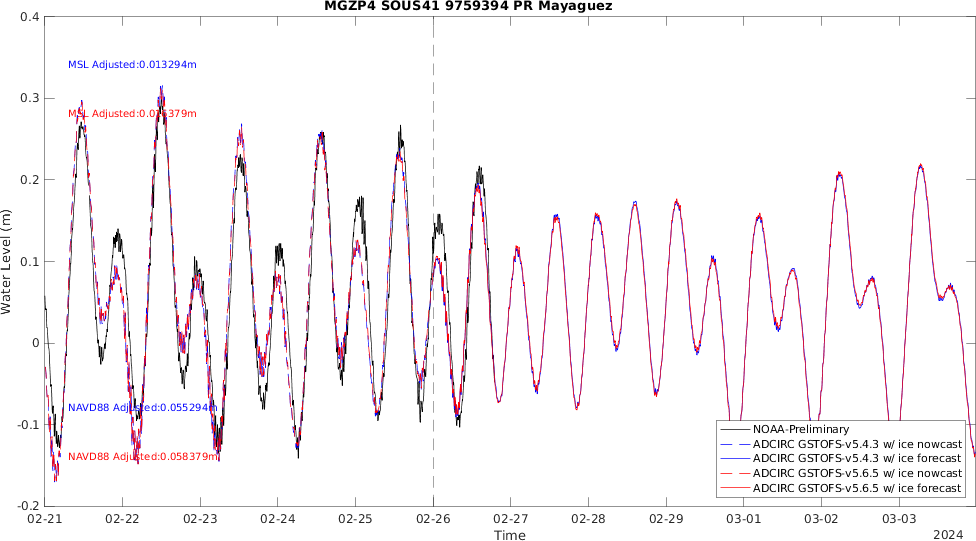 MGZP4 SOUS41 9759394 PR Mayaguez
Water Level (m)
0.4
0.3
0.2
0.1
0
-0.1
-0.2
MSL Adjusted:0.013294m
MSL Adjusted:0.016379m
NAVD88 Adjusted:0.055294m
NAVD88 Adjusted:0.058379m
NOAA-Preliminary
ADCIRC GSTOFS-v5.4.3 w/ ice nowcast
ADCIRC GSTOFS-v5.4.3 w/ ice forecast
ADCIRC GSTOFS-v5.6.5 w/ ice nowcast
ADCIRC GSTOFS-v5.6.5 w/ ice forecast
02-21 02-22 02-23 02-24 02-25 02-26 02-27 02-28 02-29 03-01 03-02 03-03
Time
2024